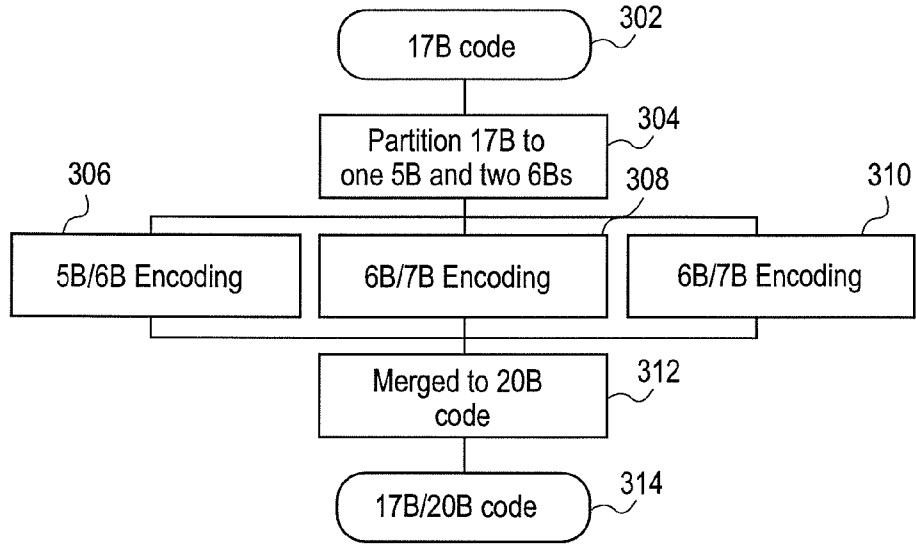 17B code
302
Partition 17B to
one 5B and two 6Bs
304
306
308
310
5B/6B Encoding
6B/7B Encoding
6B/7B Encoding
Merged to 20B
code
312
17B/20B code
314